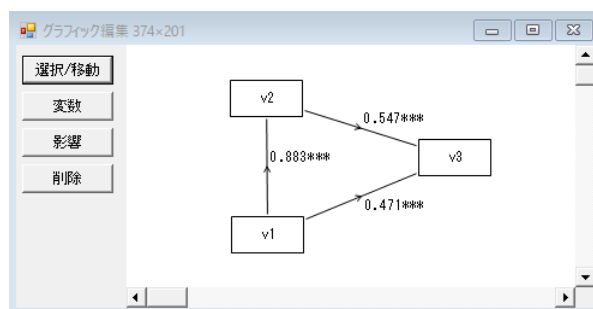 グラフィック編集 374×201
選択/移動
変数
影響
削除
v2
0.547***
0.883***
v3
0.471***
v1